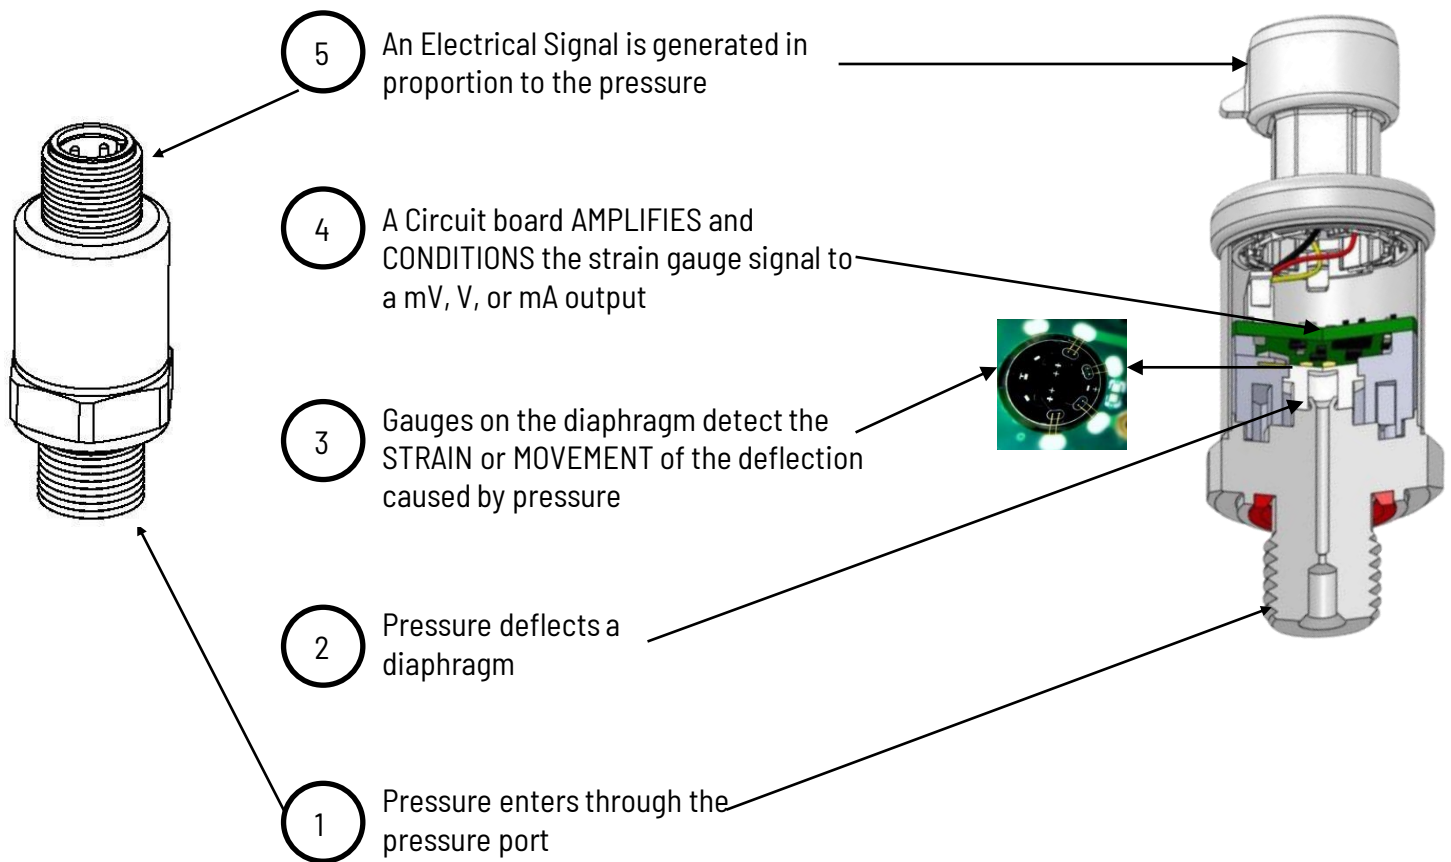 5
An Electrical Signal is generated in
proportion to the pressure
4
A Circuit board AMPLIFIES and
CONDITIONS the strain gauge signal to
a mV, V, or mA output
3
Gauges on the diaphragm detect the
STRAIN or MOVEMENT of the deflection
caused by pressure
2
Pressure deflects a
diaphragm
1
Pressure enters through the
pressure port